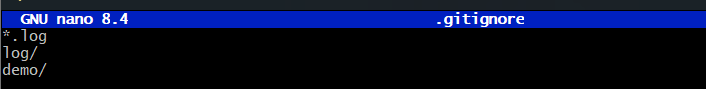 GNU nano 8.4 .gitignore
*.log
log/
demo/